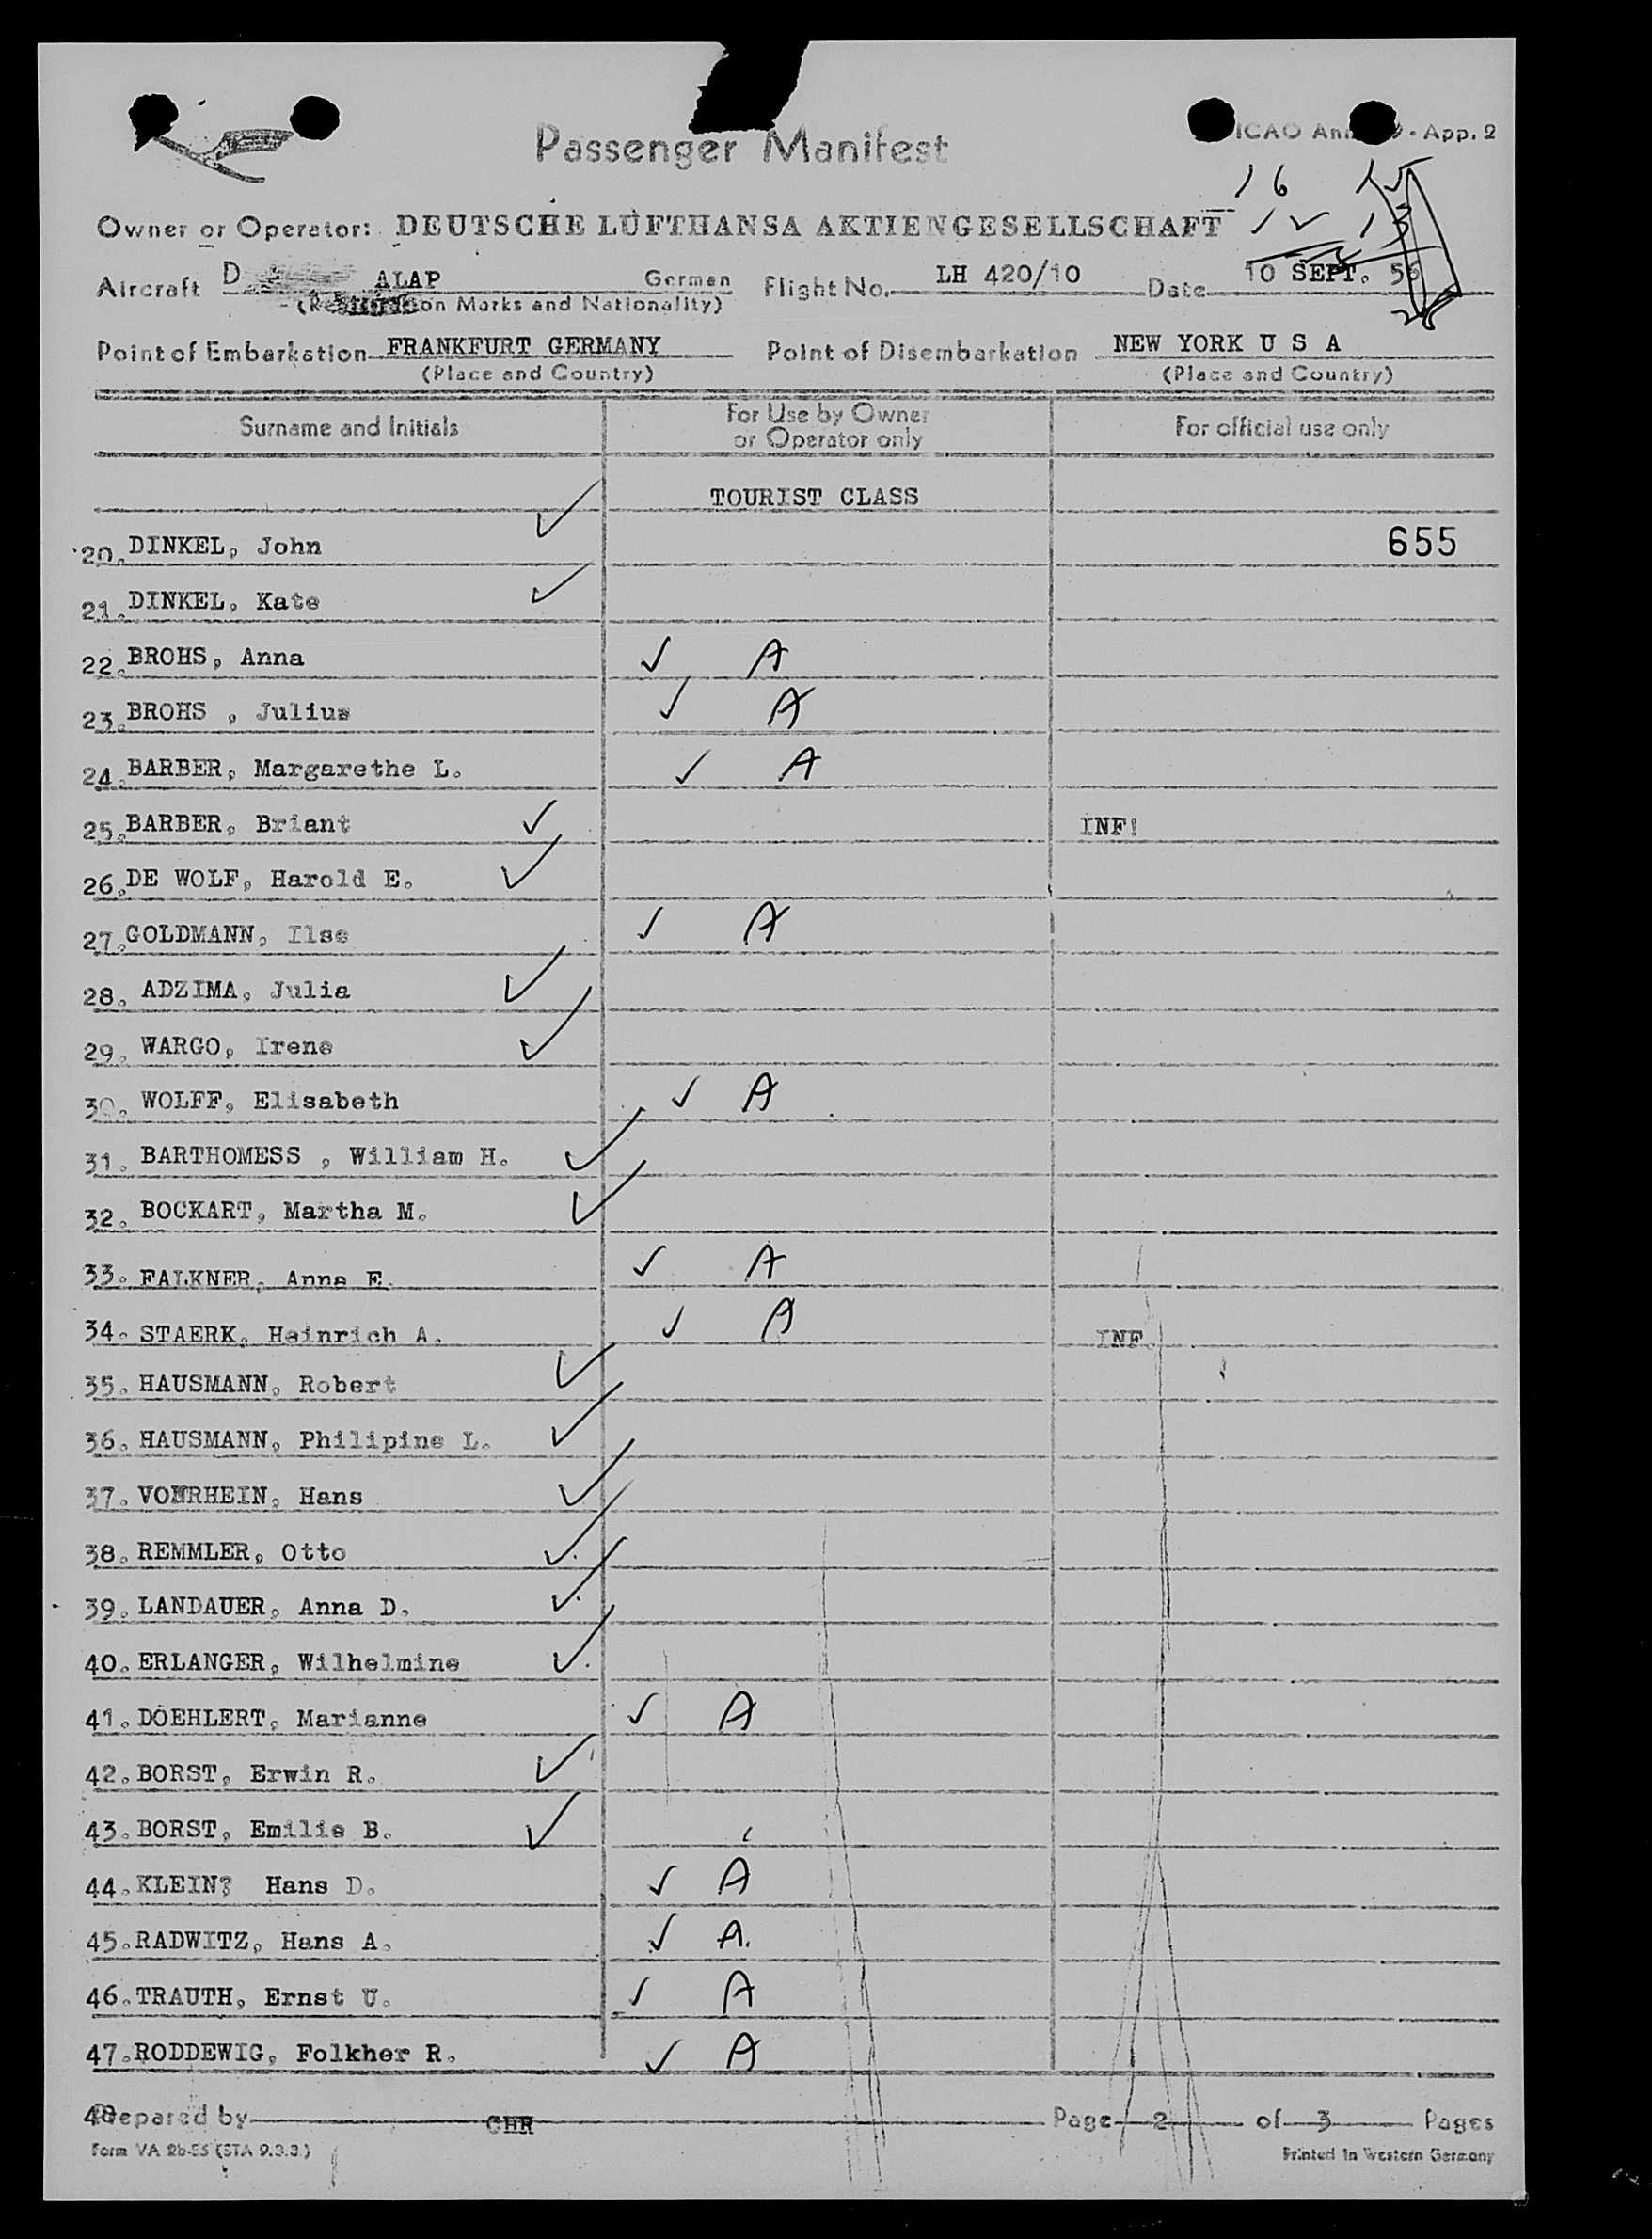 Passenger Manifest
ICAO - App. 2
16
Owner or Operator: DEUTSCHE LUFTHANSA AKTIENGESELLSCHAFT
Aircraft D ALAP German Flight No. LH 420/10 Date 10 SEPT. 56
on Marks and Nationality)
Point of Embarkation FRANKFURT GERMANY Point of Disembarkation NEW YORK U S A
(Place and Country) (Place and Country)
Surname and Initials For Use by Owner or Operator only For official use only
TOURIST CLASS
20. DINKEL, John ✓ 655
21. DINKEL, Kate ✓
22. BROHS, Anna ✓ A
23. BROHS , Julius ✓ A
24. BARBER, Margarethe L. ✓ A
25. BARBER, Briant ✓ INF!
26. DE WOLF, Harold E. ✓
27. GOLDMANN, Ilse ✓ A
28. ADZIMA, Julia ✓
29. WARGO, Irene ✓
30. WOLFF, Elisabeth ✓ A
31. BARTHOMESS , William H. ✓
32. BOCKART, Martha M. ✓
33. FALKNER, Anna E. ✓ A
34. STAERK, Heinrich A. ✓ A INF
35. HAUSMANN, Robert ✓
36. HAUSMANN, Philipine L. ✓
37. Hans ✓
38. REMMLER, Otto ✓
39. LANDAUER, Anna D. ✓
40. ERLANGER, Wilhelmine ✓
41. DOEHLERT, Marianne ✓ A
42. BORST, Erwin R. ✓
43. BORST, Emilie B. ✓
44. KLEIN? Hans D. ✓ A
45. RADWITZ, Hans A. ✓ A.
46. TRAUTH, Ernst U. ✓ A
47. RODDEWIG, Folkher R. ✓ A
Prepared by CHR Page 2 of 3 Pages
Form VA 2b-55 (STA 9.3.3.) Printed in Western Germany